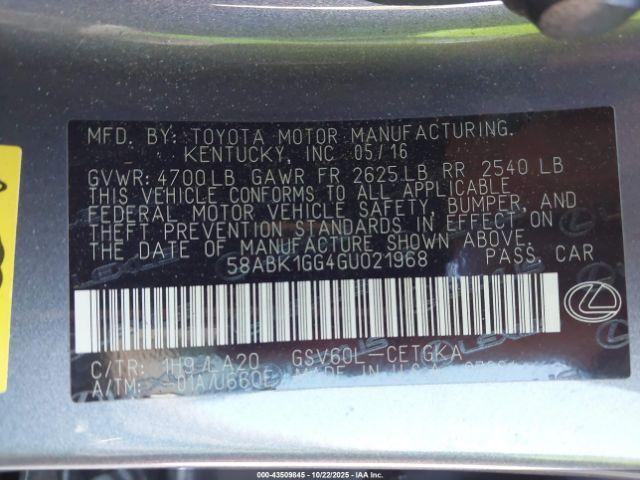 MFD. BY: TOYOTA MOTOR MANUFACTURING.
KENTUCKY, INC 05/16
GVWR: 4700LB GAWR FR 2625LB RR 2540 LB
THIS VEHICLE CONFORMS TO ALL APPLICABLE
FEDERAL MOTOR VEHICLE SAFETY, BUMPER, AND
THEFT PREVENTION STANDARDS IN EFFECT ON
THE DATE OF MANUFACTURE SHOWN ABOVE.
58ABK1GG4GU021968 PASS. CAR
C/TR: 1H9/LA20 GSV60L-CETGKA
A/TM: -01A/U660E MADE IN U.S.A.
000-43509845 - 10/22/2025 - IAA Inc.